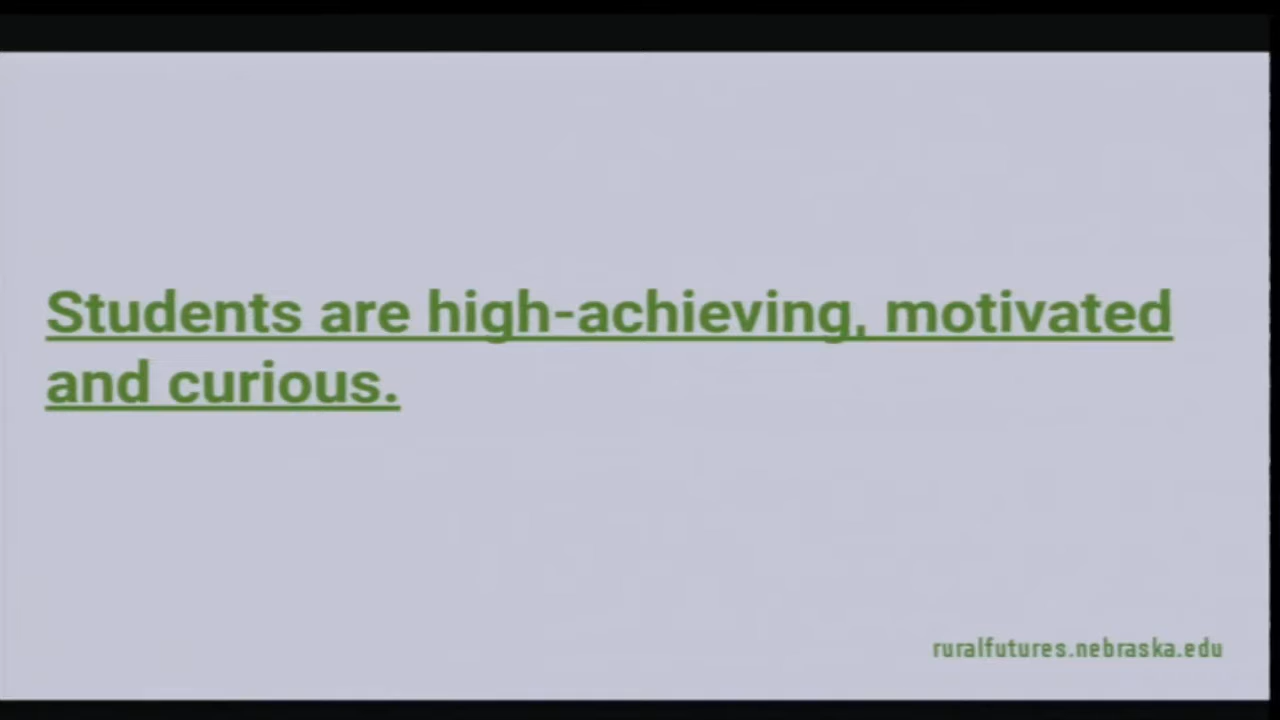 Students are high-achieving, motivated
and curious.
ruralfutures.nebraska.edu